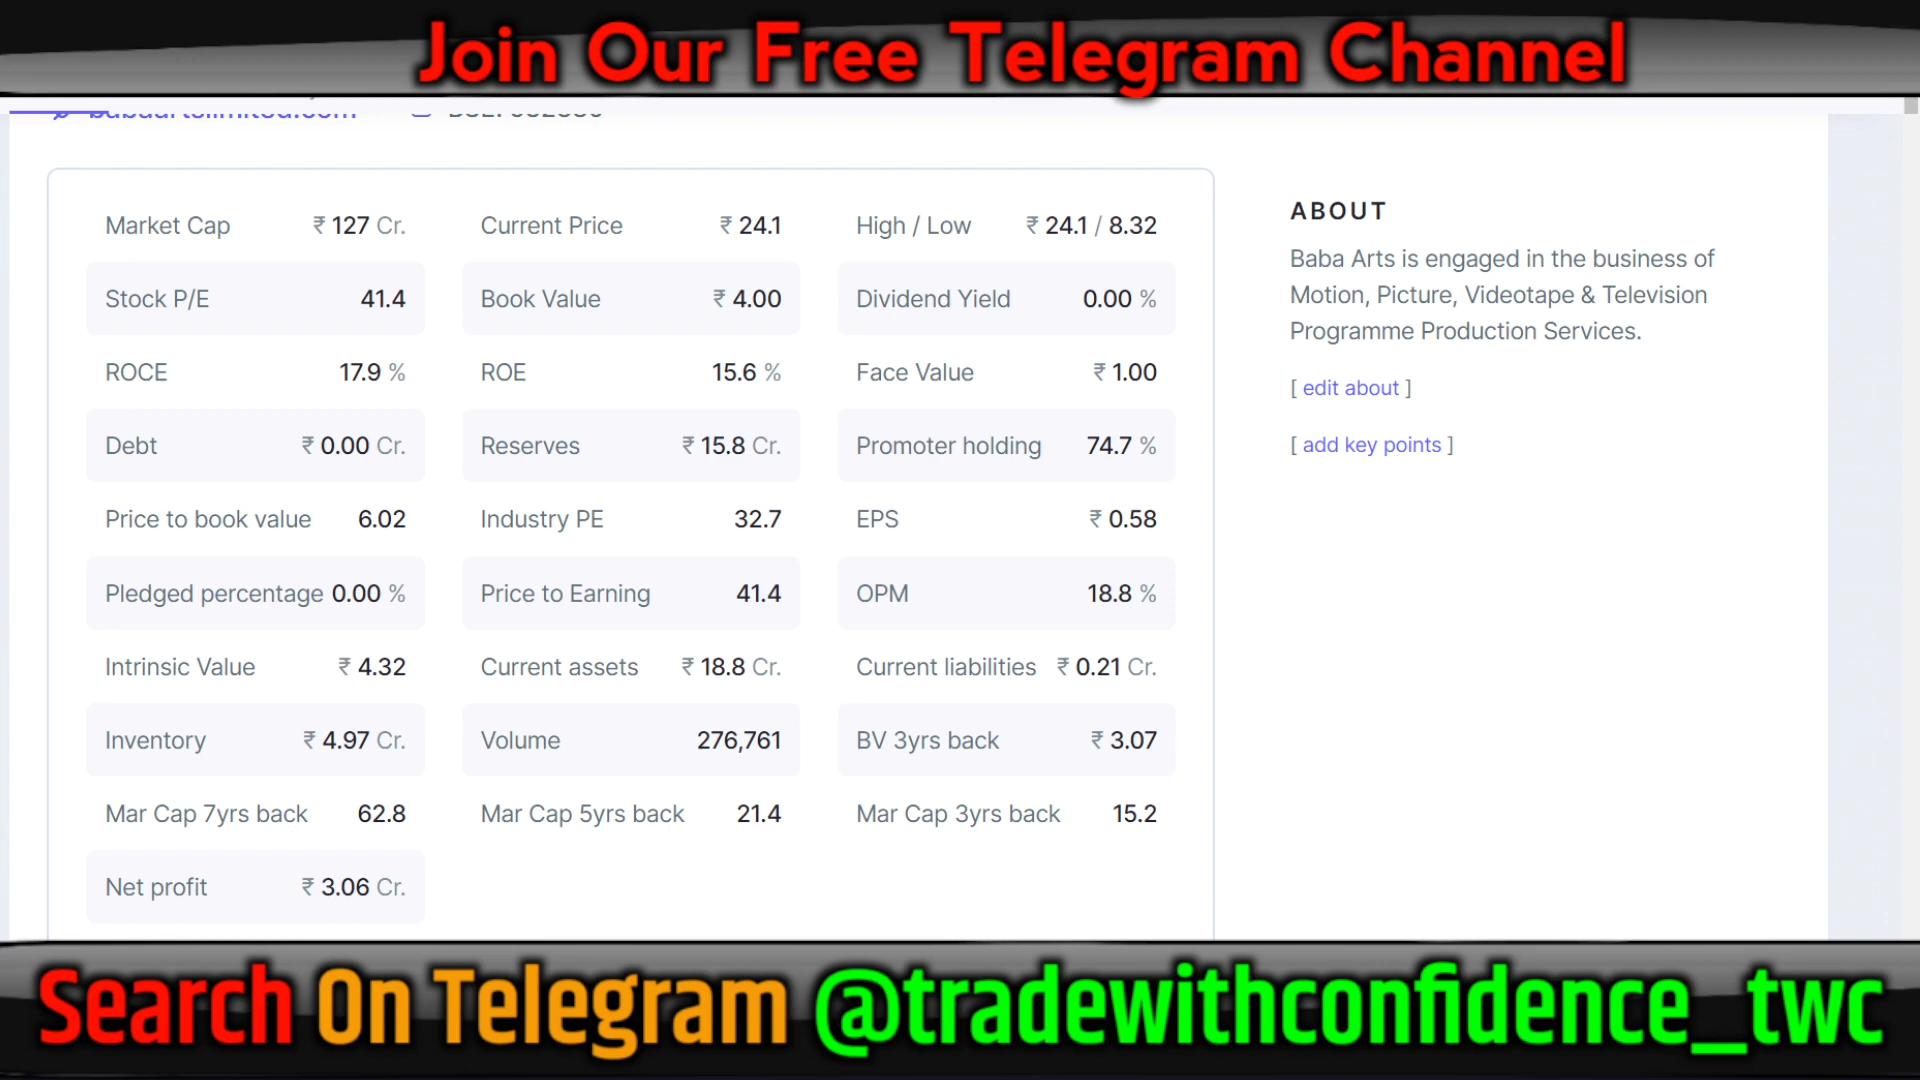 Join Our Free Telegram Channel
babaartslimited.com
Market Cap ₹ 127 Cr. Current Price ₹ 24.1 High / Low ₹ 24.1 / 8.32
Stock P/E 41.4 Book Value ₹ 4.00 Dividend Yield 0.00 %
ROCE 17.9 % ROE 15.6 % Face Value ₹ 1.00
Debt ₹ 0.00 Cr. Reserves ₹ 15.8 Cr. Promoter holding 74.7 %
Price to book value 6.02 Industry PE 32.7 EPS ₹ 0.58
Pledged percentage 0.00 % Price to Earning 41.4 OPM 18.8 %
Intrinsic Value ₹ 4.32 Current assets ₹ 18.8 Cr. Current liabilities ₹ 0.21 Cr.
Inventory ₹ 4.97 Cr. Volume 276,761 BV 3yrs back ₹ 3.07
Mar Cap 7yrs back 62.8 Mar Cap 5yrs back 21.4 Mar Cap 3yrs back 15.2
Net profit ₹ 3.06 Cr.
ABOUT
Baba Arts is engaged in the business of
Motion, Picture, Videotape & Television
Programme Production Services.
[ edit about ]
[ add key points ]
Search On Telegram @tradewithconfidence_twc